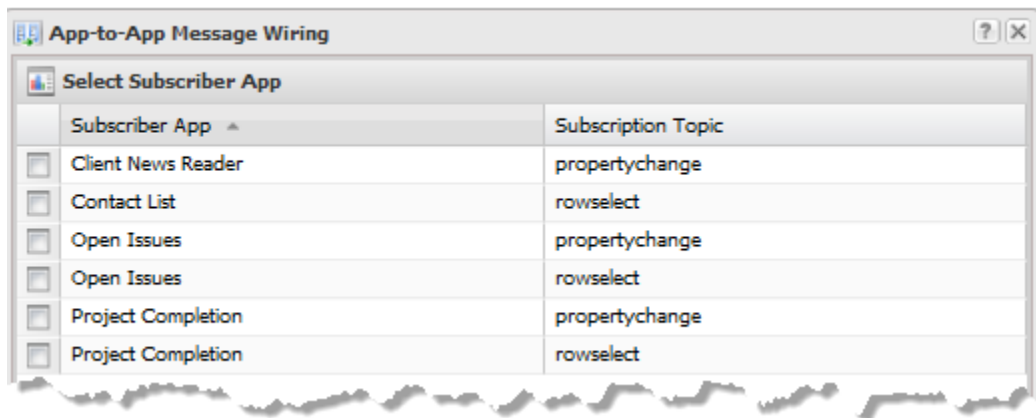 App-to-App Message Wiring ?
Select Subscriber App
Subscriber App Subscription Topic
Client News Reader propertychange
Contact List rowselect
Open Issues propertychange
Open Issues rowselect
Project Completion propertychange
Project Completion rowselect